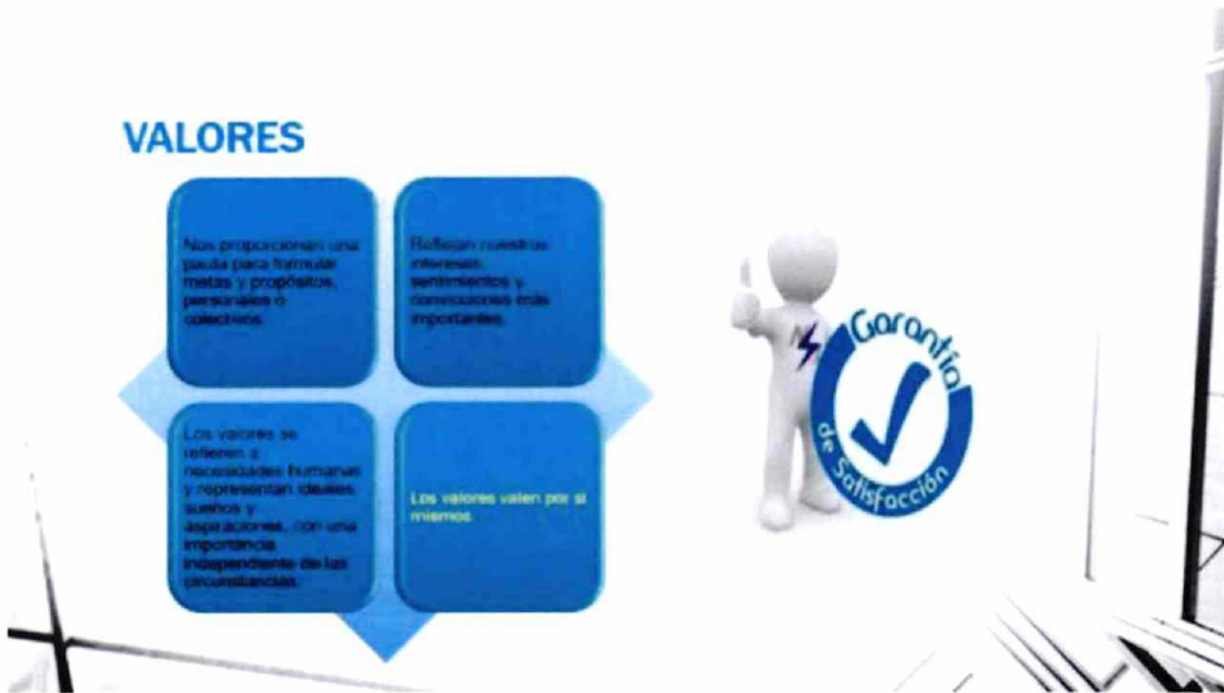 VALORES
Nos proporcionan una
pauta para formular
metas y propósitos,
personales o
colectivos.
Reflejan nuestros
intereses,
sentimientos y
convicciones más
importantes.
Los valores se
refieren a
necesidades humanas
y representan ideales,
sueños y
aspiraciones, con una
importancia
independiente de las
circunstancias.
Los valores valen por si
mismos.
Garantía
de Satisfacción